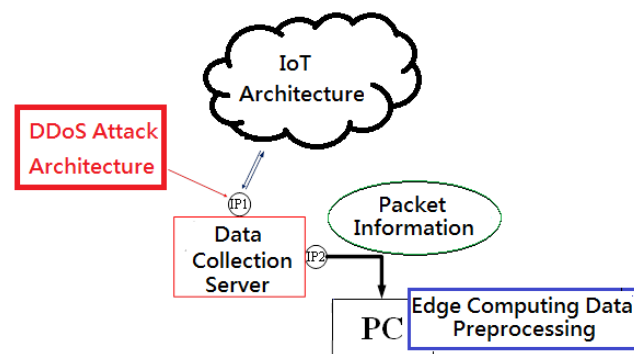 IoT
Architecture
DDoS Attack
Architecture
IP1
Packet
Information
Data
Collection
Server
IP2
Edge Computing Data
Preprocessing
PC